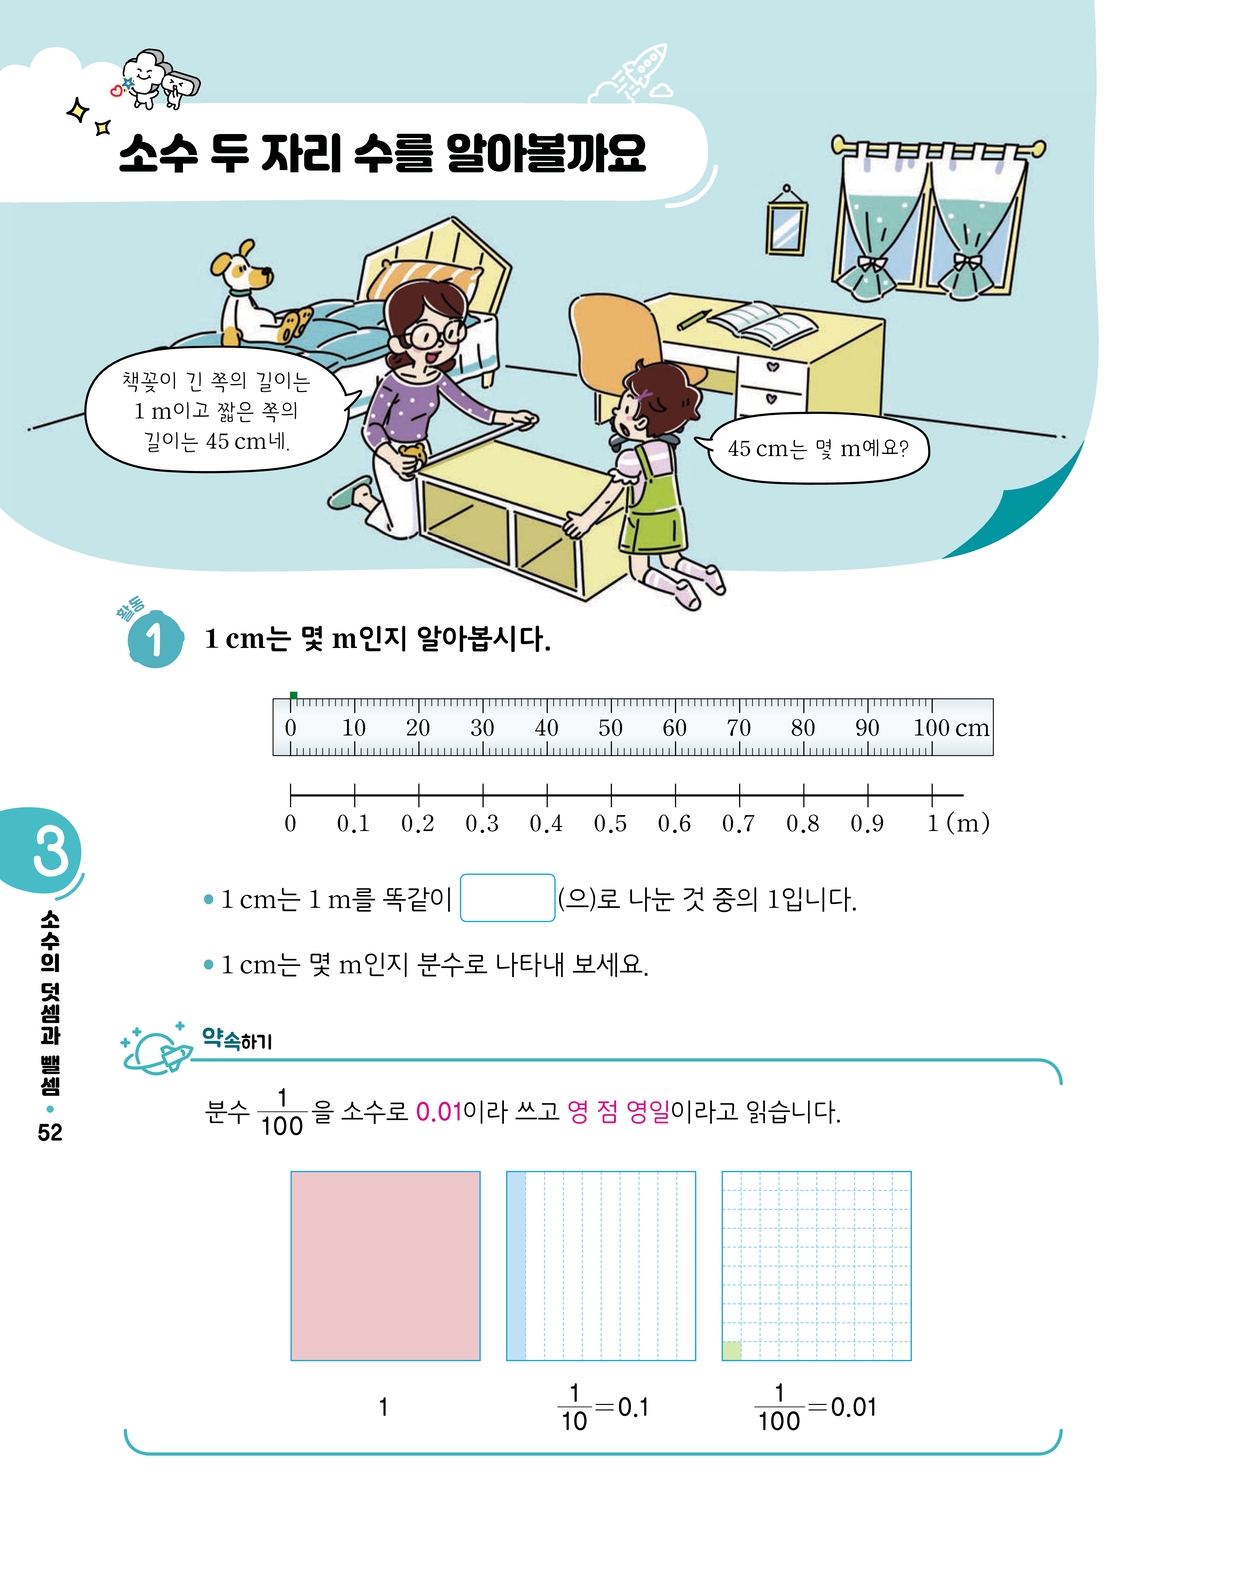 소수 두 자리 수를 알아볼까요
책꽂이 긴 쪽의 길이는
1 m이고 짧은 쪽의
길이는 45 cm네.
45 cm는 몇 m예요?
활동
1
1 cm는 몇 m인지 알아봅시다.
0 10 20 30 40 50 60 70 80 90 100 cm
0 0.1 0.2 0.3 0.4 0.5 0.6 0.7 0.8 0.9 1 (m)
• 1 cm는 1 m를 똑같이 (으)로 나눈 것 중의 1입니다.
• 1 cm는 몇 m인지 분수로 나타내 보세요.
3
소수의 덧셈과 뺄셈 • 52
약속하기
분수 1/100을 소수로 0.01이라 쓰고 영 점 영일이라고 읽습니다.
1
1/10=0.1
1/100=0.01